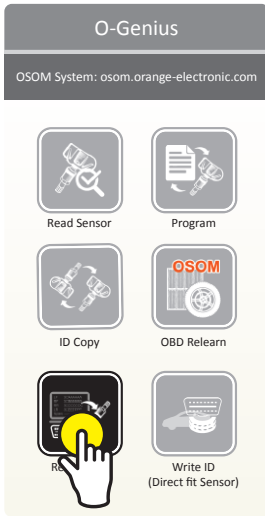 O-Genius
OSOM System: osom.orange-electronic.com
Read Sensor
Program
OSOM
ID Copy
OBD Relearn
Write ID
(Direct fit Sensor)